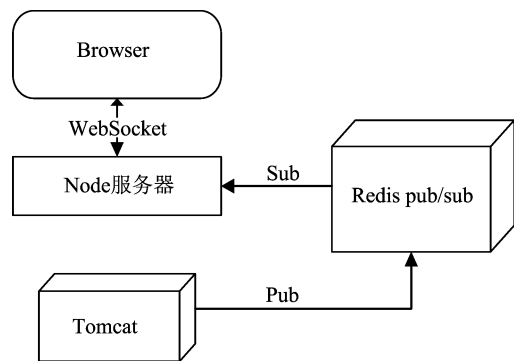 Browser
WebSocket
Node服务器
Sub
Redis pub/sub
Pub
Tomcat